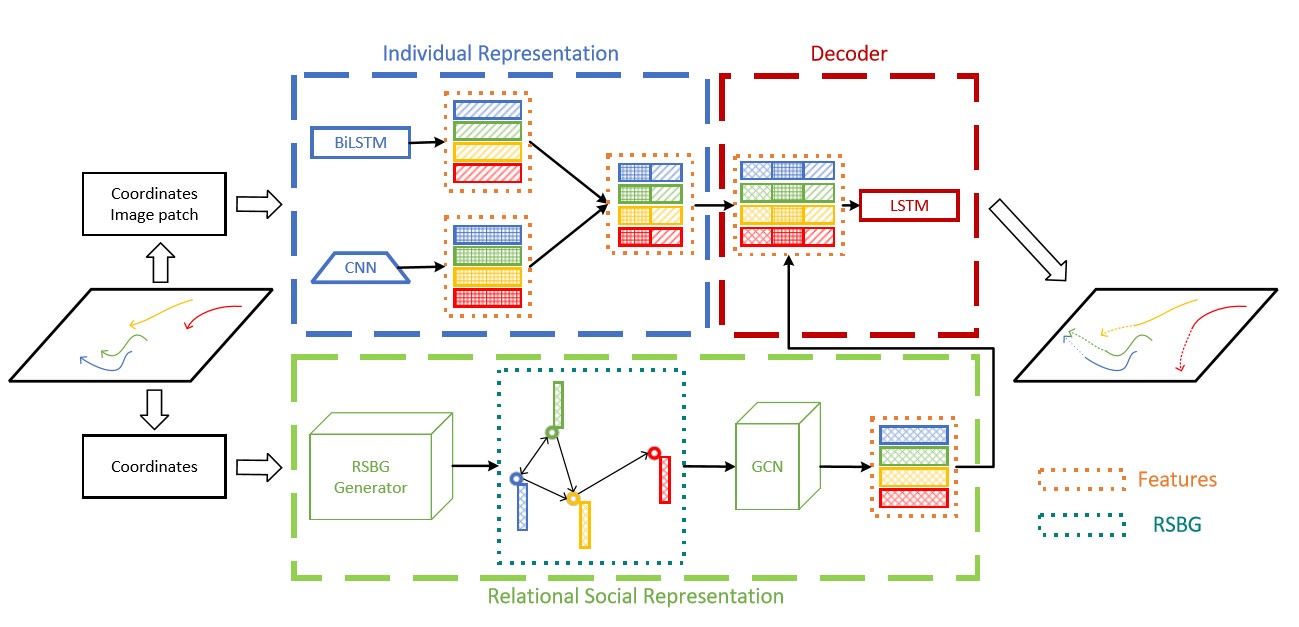 Individual Representation
Decoder
BiLSTM
Coordinates
Image patch
LSTM
CNN
Coordinates
RSBG
Generator
GCN
Features
RSBG
Relational Social Representation